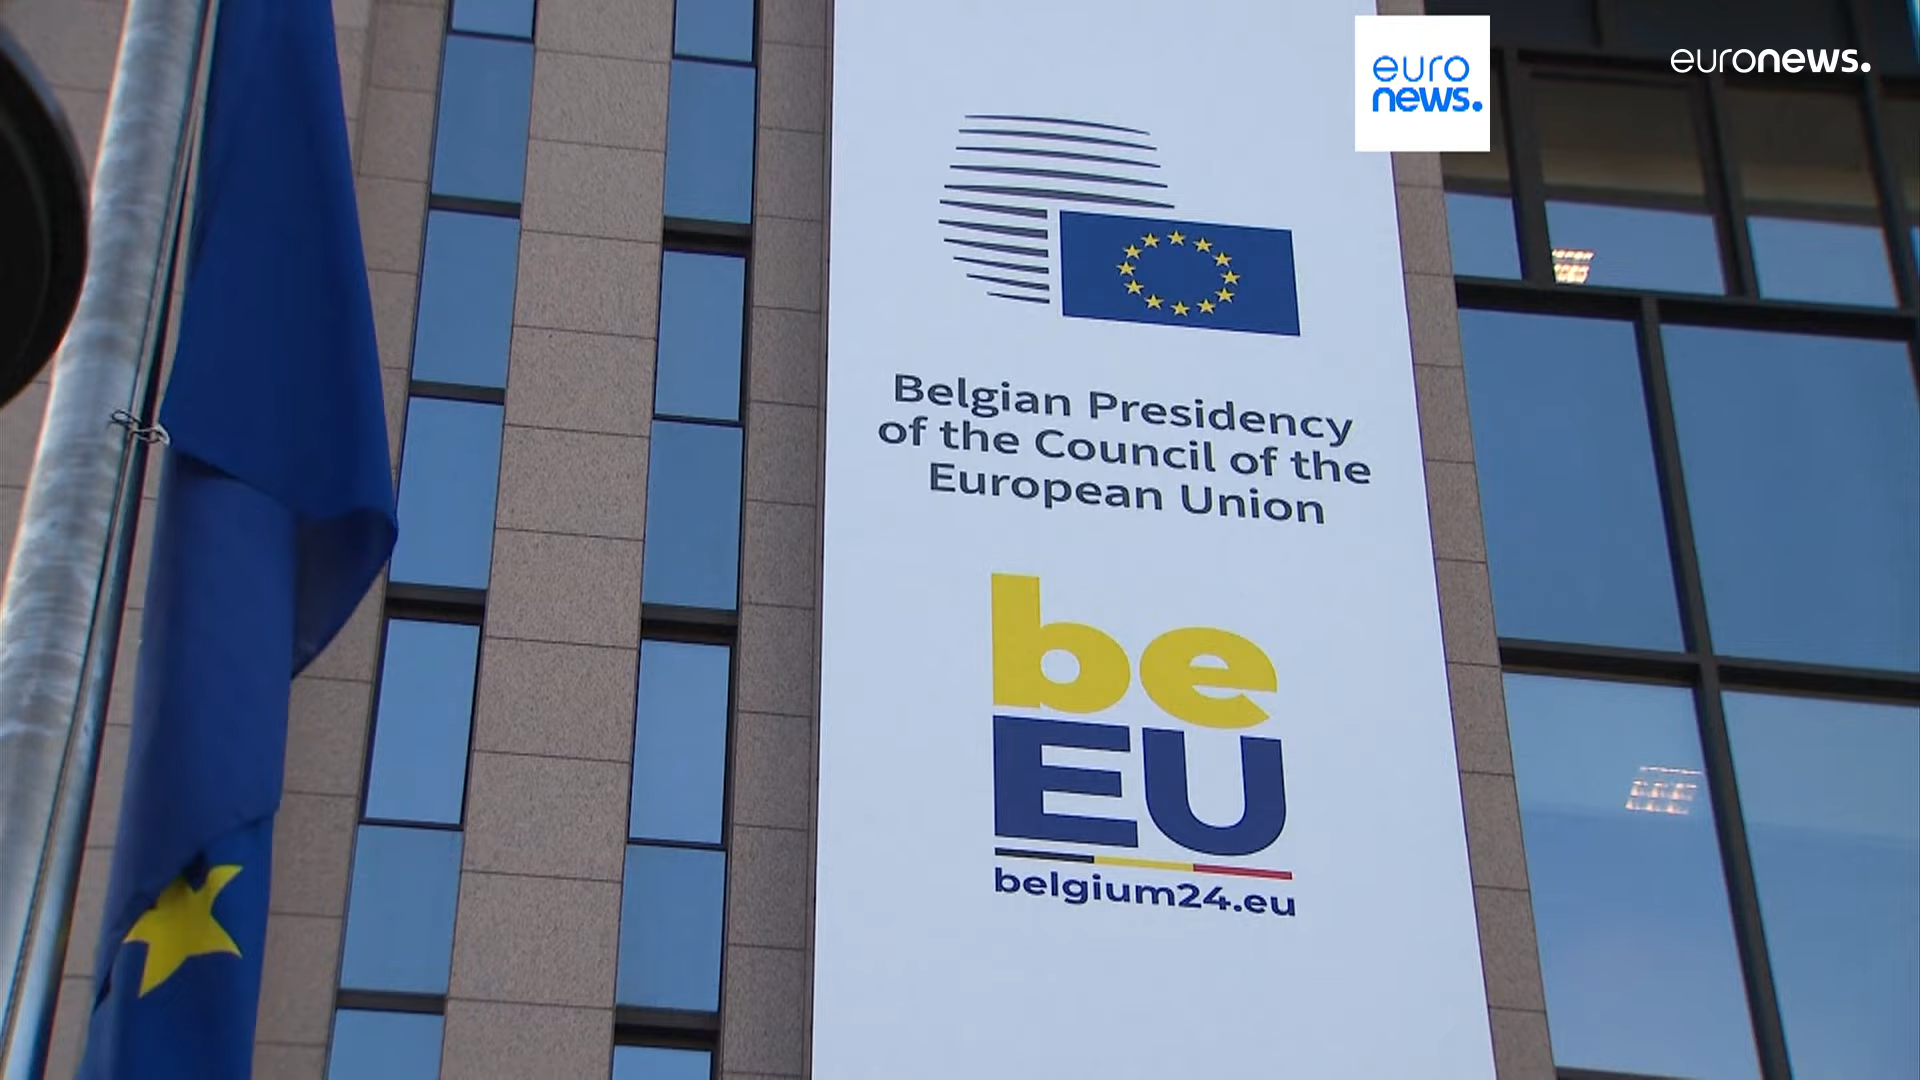 euro
news.
euronews.
Belgian Presidency
of the Council of the
European Union
be
EU
belgium24.eu